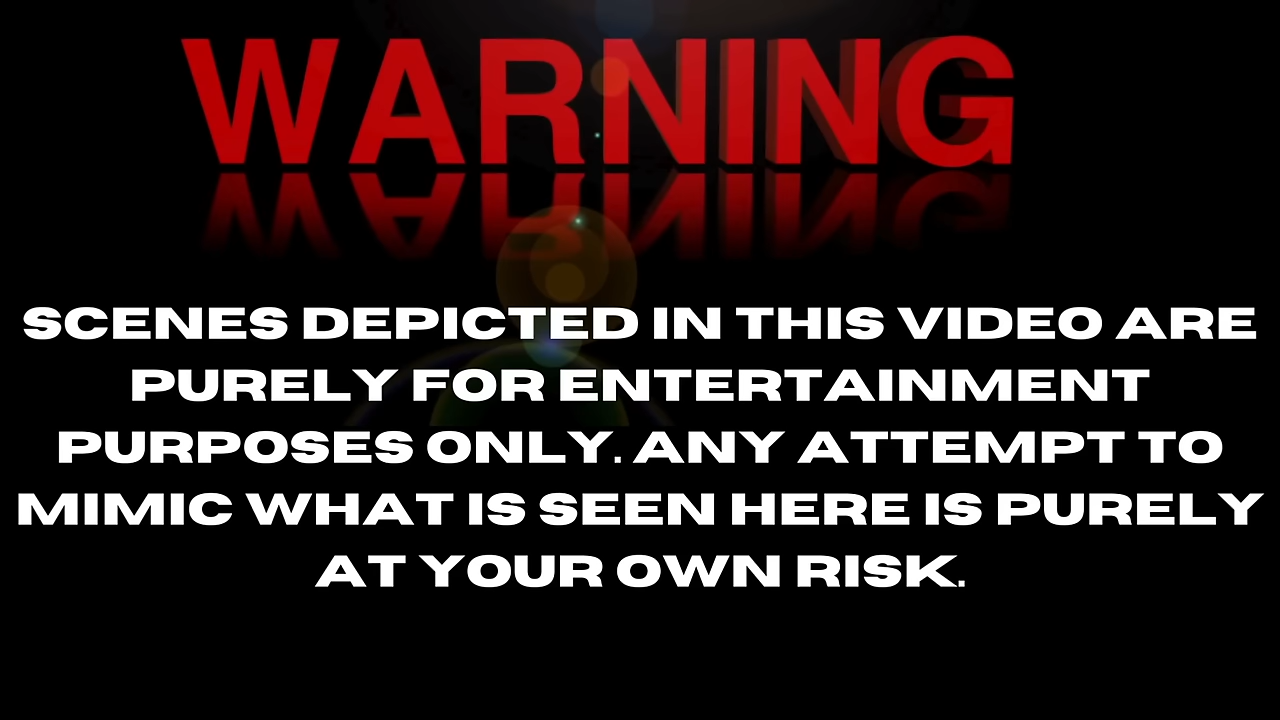 WARNING
SCENES DEPICTED IN THIS VIDEO ARE
PURELY FOR ENTERTAINMENT
PURPOSES ONLY. ANY ATTEMPT TO
MIMIC WHAT IS SEEN HERE IS PURELY
AT YOUR OWN RISK.